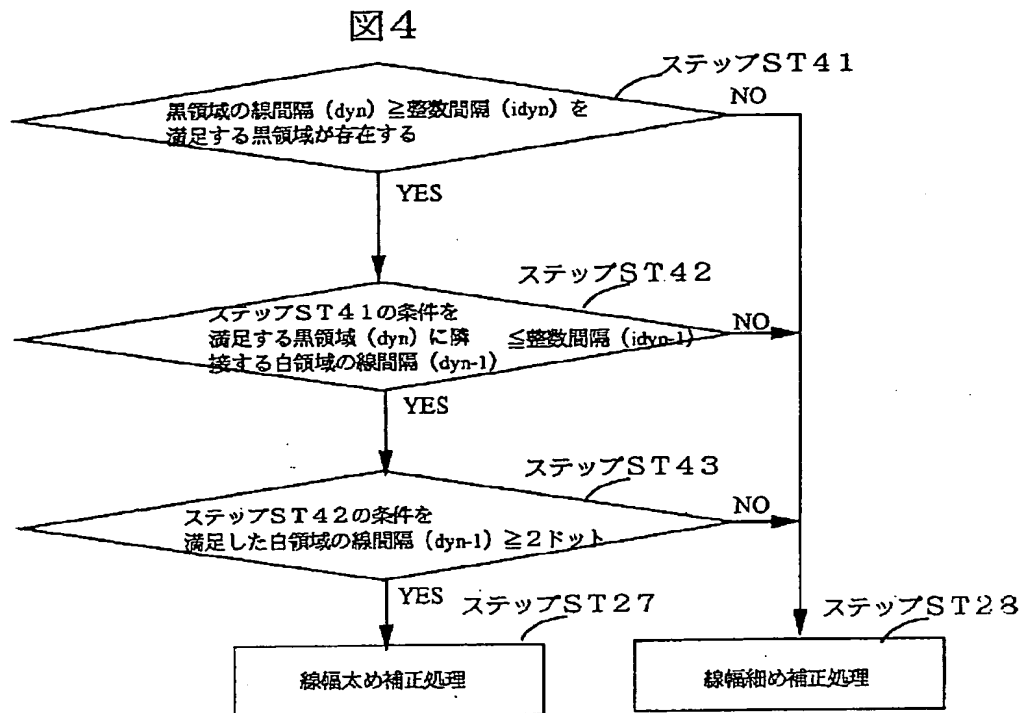 図4
ステップST41
黒領域の線間隔(dyn)≧整数間隔(idyn)を
満足する黒領域が存在する
NO
YES
ステップST42
ステップST41の条件を
満足する黒領域(dyn)に隣
接する白領域の線間隔(dyn-1)
≦整数間隔(idyn-1)
NO
YES
ステップST43
ステップST42の条件を
満足した白領域の線間隔(dyn-1)≧2ドット
NO
YES
ステップST27
線幅太め補正処理
ステップST28
線幅細め補正処理